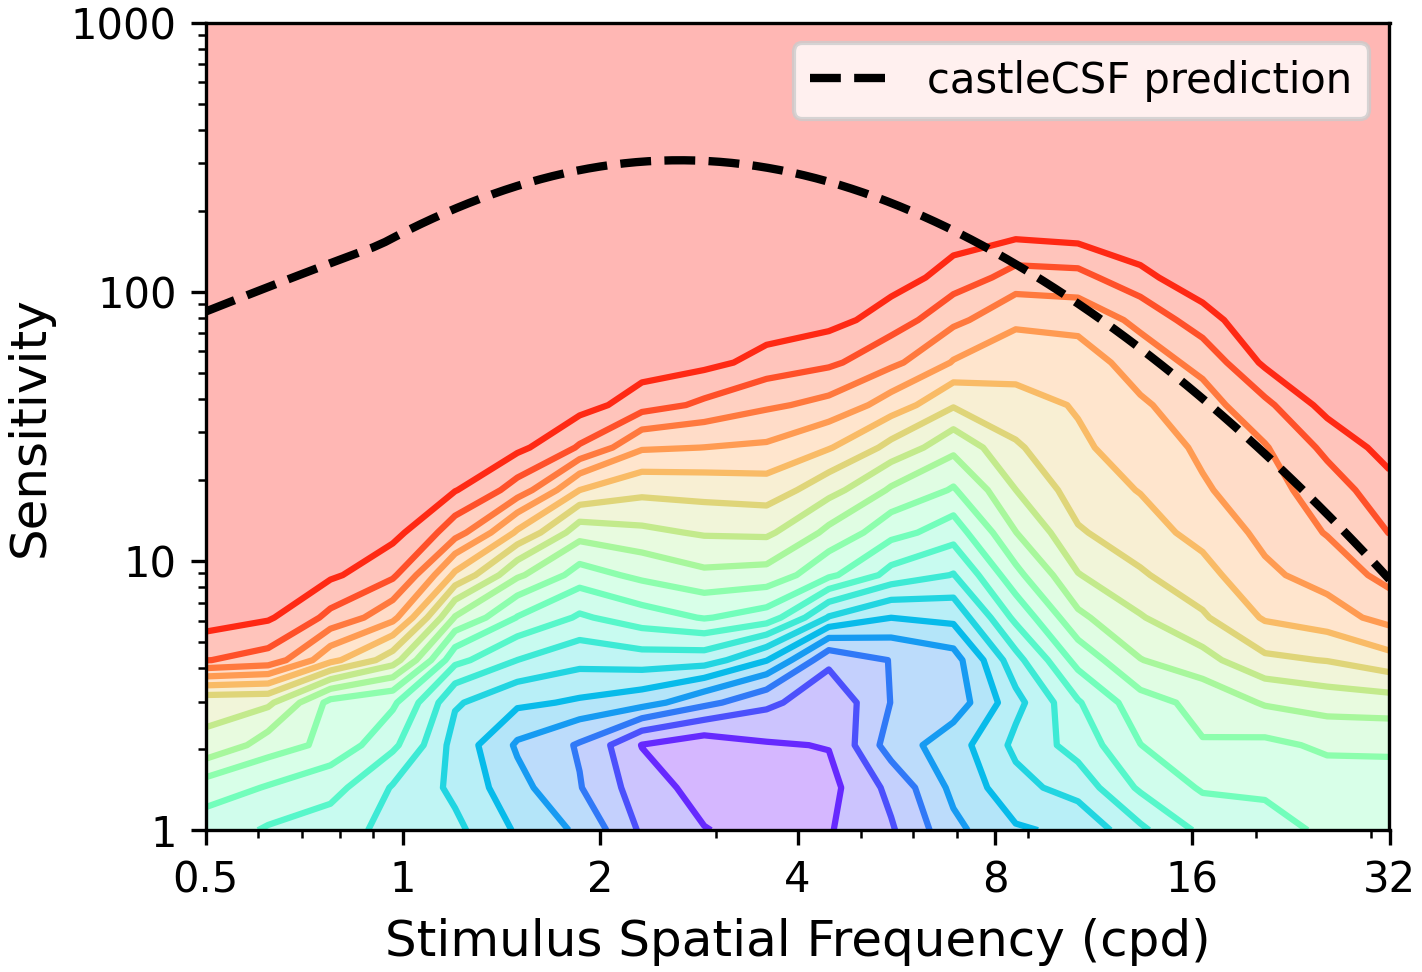 1000
castleCSF prediction
100
Sensitivity
10
1
0.5 1 2 4 8 16 32
Stimulus Spatial Frequency (cpd)